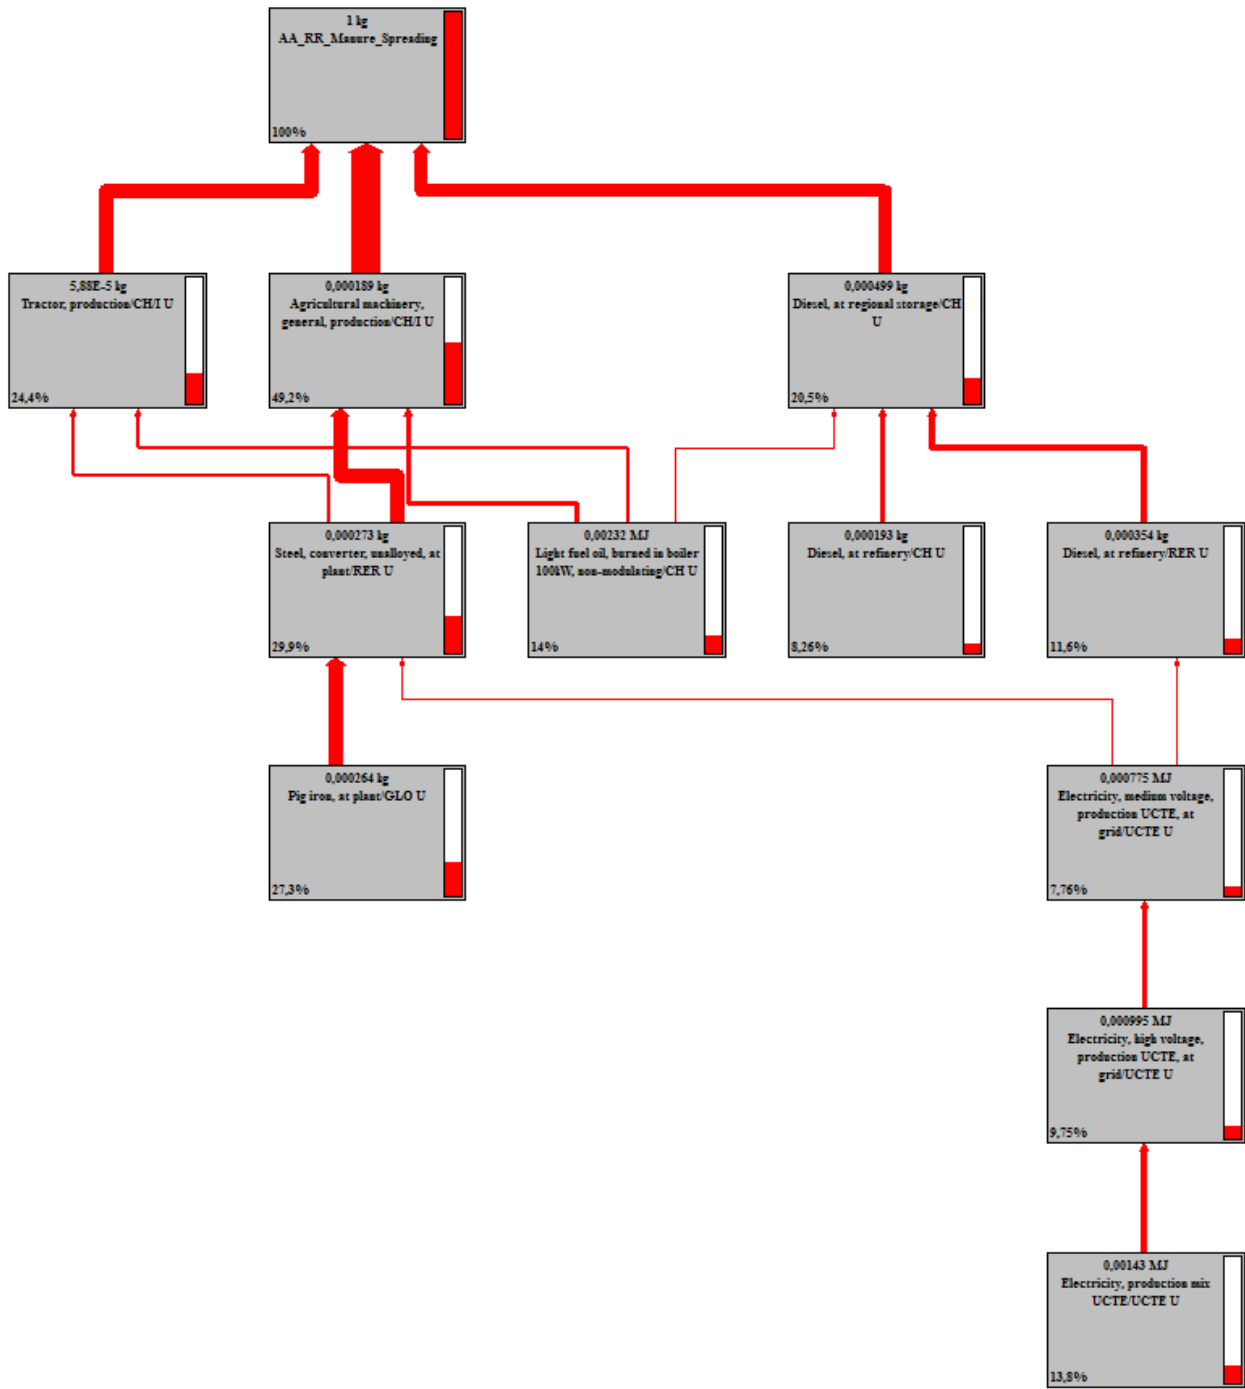 1 kg
AA_RR_Manure_Spreading
100%
5,88E-5 kg
Tractor, production/CH/I U
24,4%
0,000189 kg
Agricultural machinery,
general, production/CH/I U
49,2%
0,000499 kg
Diesel, at regional storage/CH
U
20,5%
0,000273 kg
Steel, converter, unalloyed, at
plant/RER U
29,9%
0,00232 MJ
Light fuel oil, burned in boiler
100kW, non-modulating/CH U
14%
0,000193 kg
Diesel, at refinery/CH U
8,26%
0,000354 kg
Diesel, at refinery/RER U
11,6%
0,000264 kg
Pig iron, at plant/GLO U
27,3%
0,000775 MJ
Electricity, medium voltage,
production UCTE, at
grid/UCTE U
7,76%
0,000995 MJ
Electricity, high voltage,
production UCTE, at
grid/UCTE U
9,75%
0,00143 MJ
Electricity, production mix
UCTE/UCTE U
13,8%